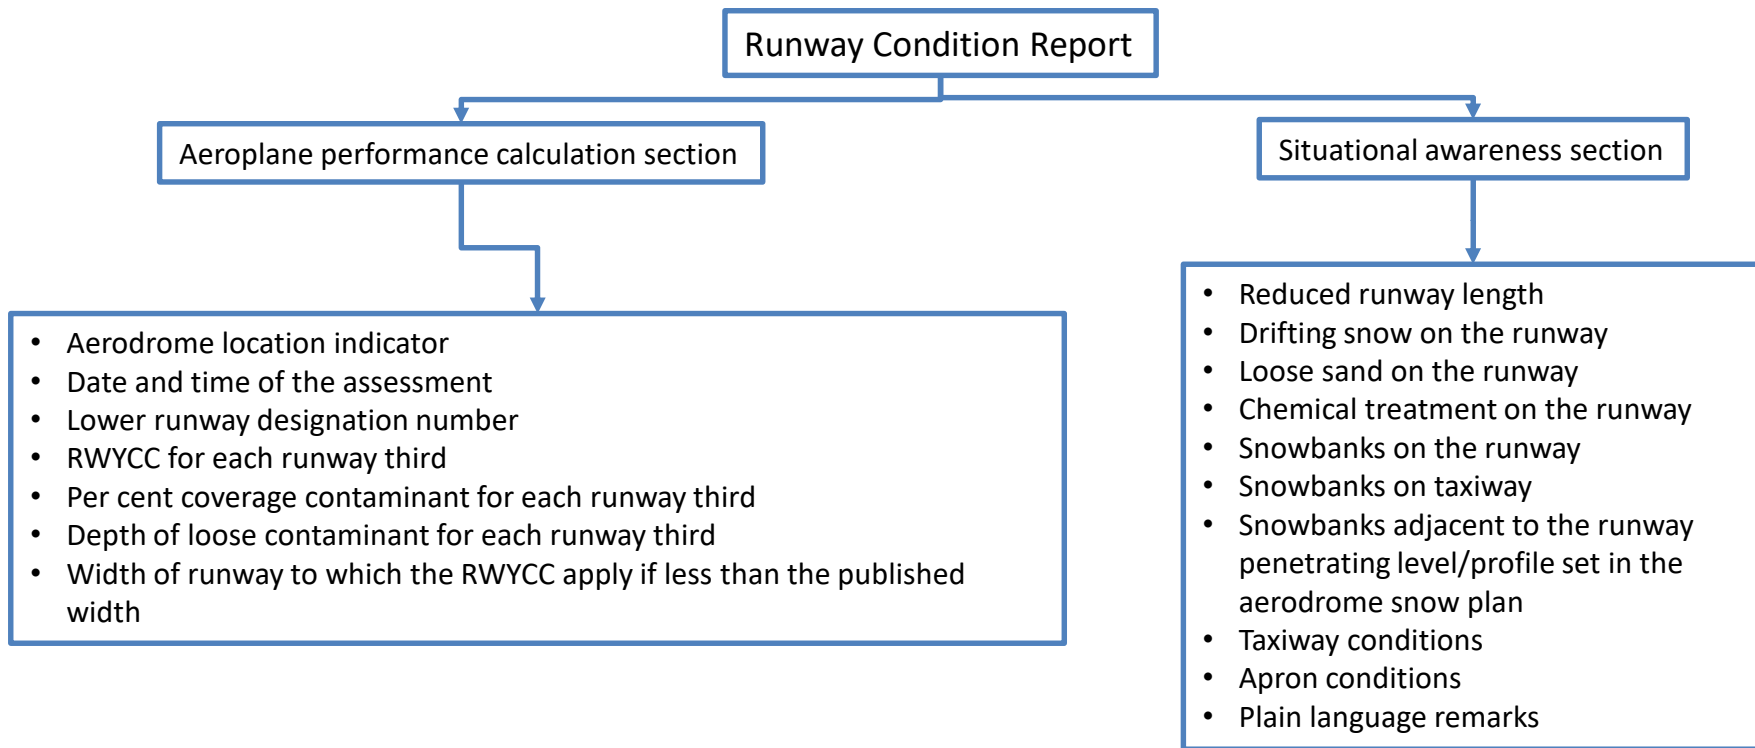 Runway Condition Report
Aeroplane performance calculation section
Situational awareness section
• Aerodrome location indicator
• Date and time of the assessment
• Lower runway designation number
• RWYCC for each runway third
• Per cent coverage contaminant for each runway third
• Depth of loose contaminant for each runway third
• Width of runway to which the RWYCC apply if less than the published
width
• Reduced runway length
• Drifting snow on the runway
• Loose sand on the runway
• Chemical treatment on the runway
• Snowbanks on the runway
• Snowbanks on taxiway
• Snowbanks adjacent to the runway
penetrating level/profile set in the
aerodrome snow plan
• Taxiway conditions
• Apron conditions
• Plain language remarks